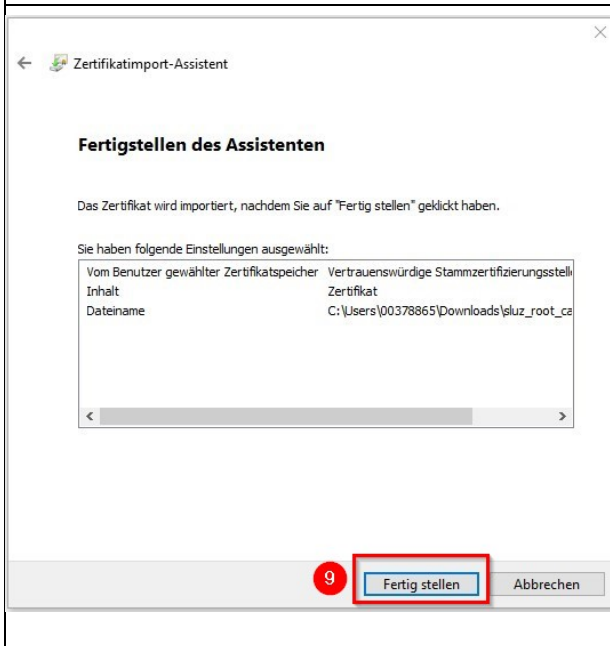 Zertifikatimport-Assistent
Fertigstellen des Assistenten
Das Zertifikat wird importiert, nachdem Sie auf "Fertig stellen" geklickt haben.
Sie haben folgende Einstellungen ausgewählt:
Vom Benutzer gewählter Zertifikatspeicher Vertrauenswürdige Stammzertifizierungsstell
Inhalt Zertifikat
Dateiname C:\Users\00378865\Downloads\sluz_root_ca
9 Fertig stellen Abbrechen